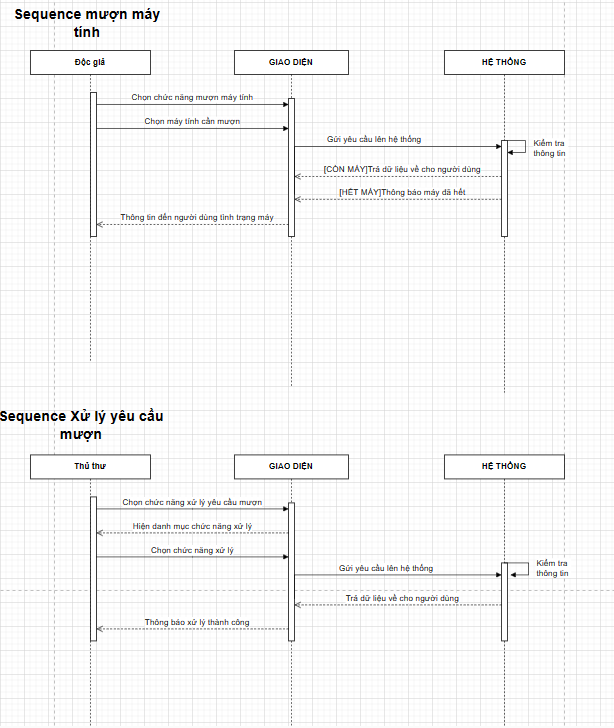 Sequence mượn máy
tính
Độc giả
GIAO DIỆN
HỆ THỐNG
Chọn chức năng mượn máy tính
Chọn máy tính cần mượn
Gửi yêu cầu lên hệ thống
Kiểm tra
thông tin
[CÒN MÁY]Trả dữ liệu về cho người dùng
[HẾT MÁY]Thông báo máy đã hết
Thông tin đến người dùng tình trạng máy
Sequence Xử lý yêu cầu
mượn
Thủ thư
GIAO DIỆN
HỆ THỐNG
Chọn chức năng xử lý yêu cầu mượn
Hiện danh mục chức năng xử lý
Chọn chức năng xử lý
Gửi yêu cầu lên hệ thống
Kiểm tra
thông tin
Trả dữ liệu về cho người dùng
Thông báo xử lý thành công